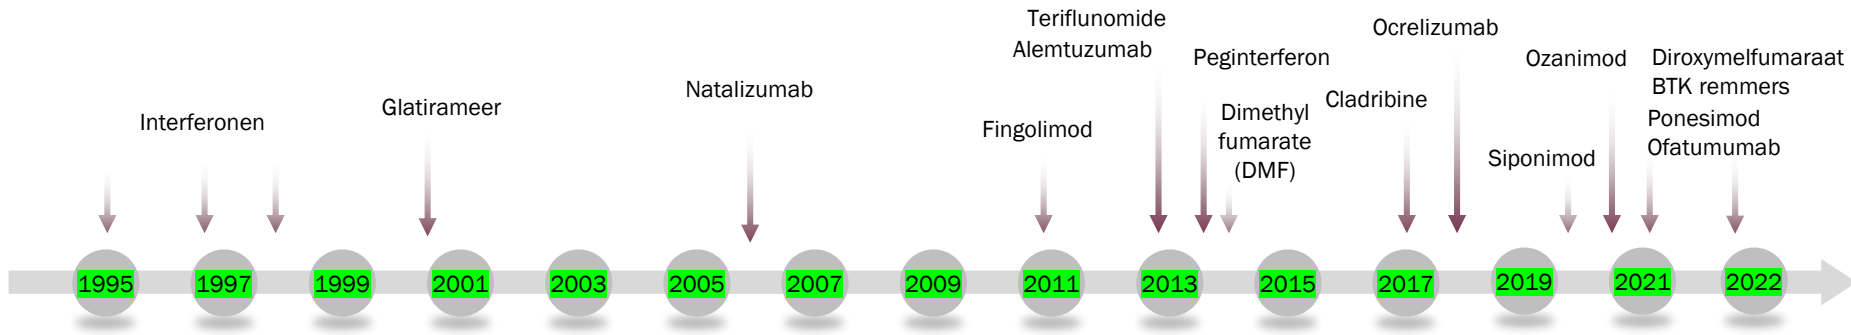 Interferonen
Glatirameer
Natalizumab
Fingolimod
Teriflunomide
Alemtuzumab
Peginterferon
Dimethyl
fumarate
(DMF)
Cladribine
Ocrelizumab
Siponimod
Ozanimod
Diroxymelfumaraat
BTK remmers
Ponesimod
Ofatumumab
1995
1997
1999
2001
2003
2005
2007
2009
2011
2013
2015
2017
2019
2021
2022